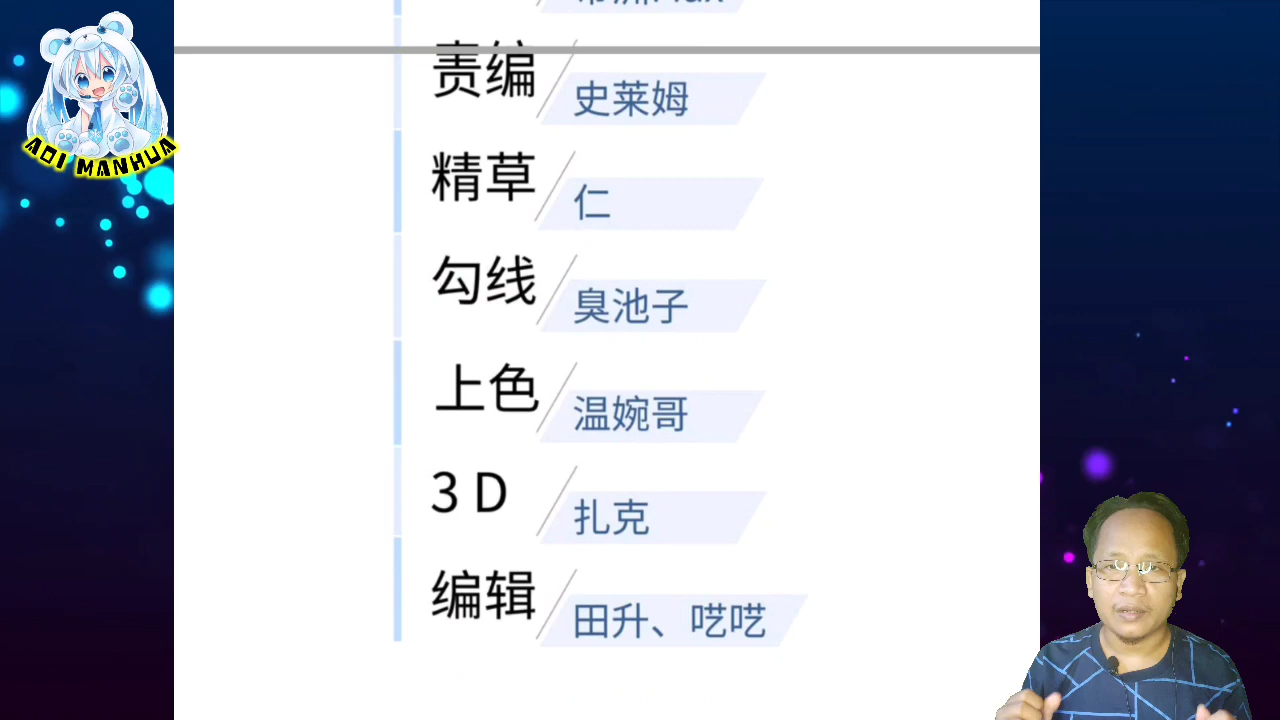 AOI MANHUA
责编 史莱姆
精草 仁
勾线 臭池子
上色 温婉哥
3D 扎克
编辑 田升、呓呓